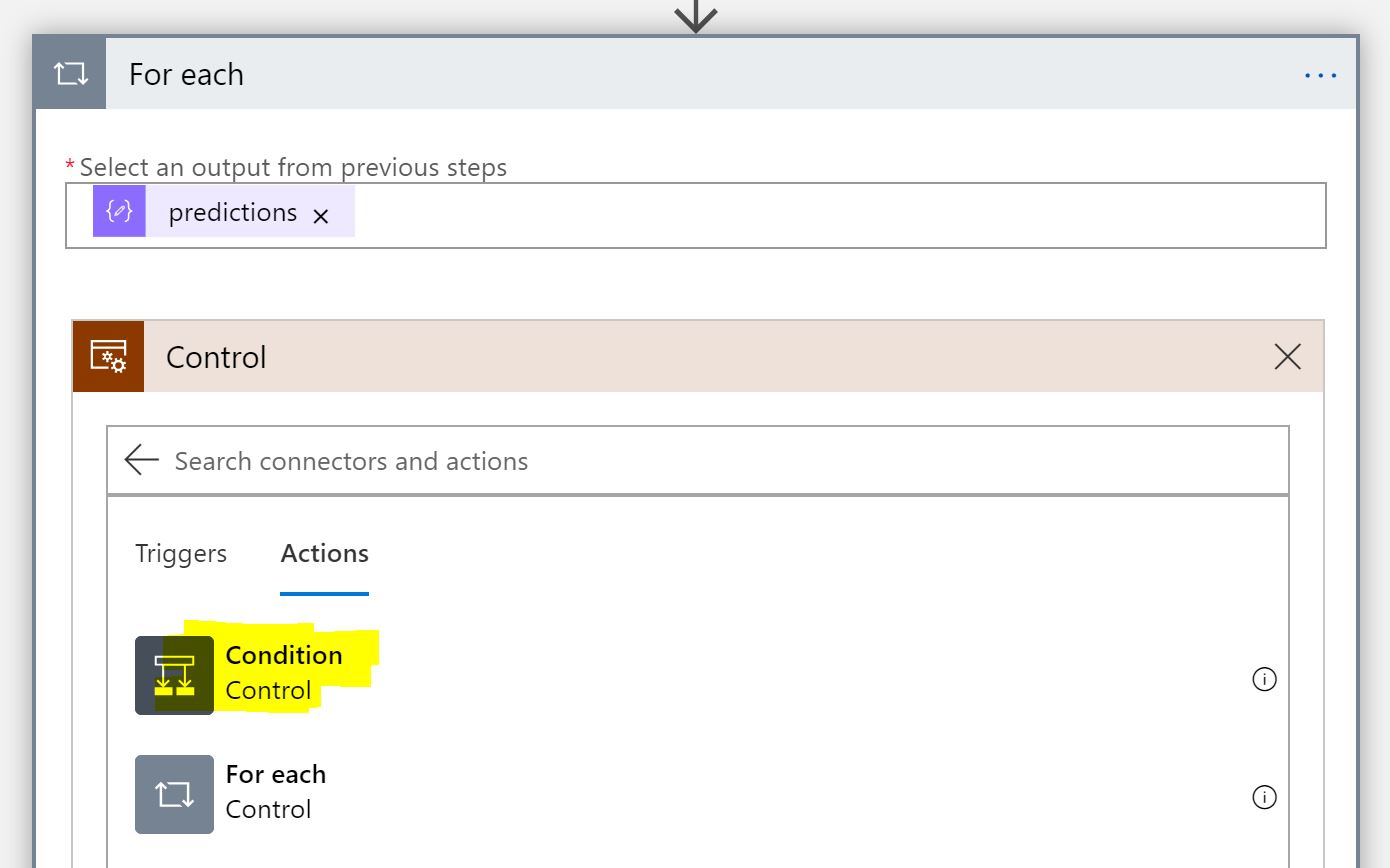 For each
* Select an output from previous steps
predictions
Control
Search connectors and actions
Triggers Actions
Condition
Control
For each
Control